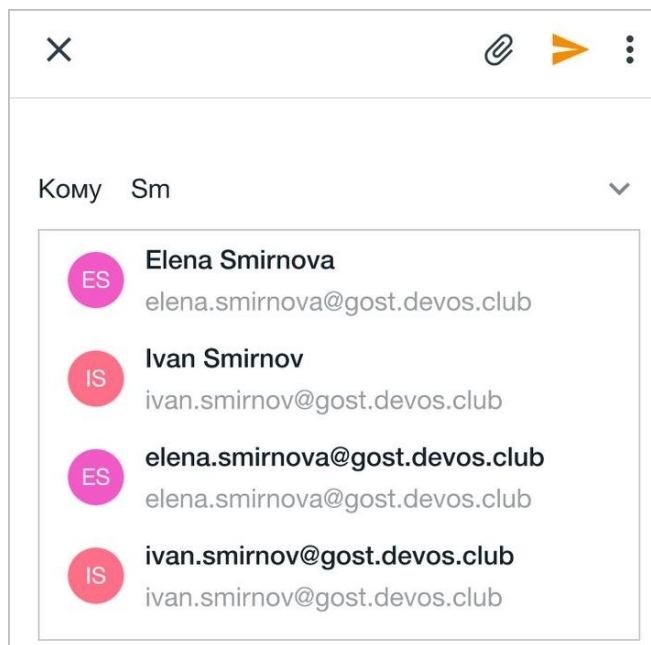 Кому Sm
ES
Elena Smirnova
elena.smirnova@gost.devos.club
IS
Ivan Smirnov
ivan.smirnov@gost.devos.club
ES
elena.smirnova@gost.devos.club
elena.smirnova@gost.devos.club
IS
ivan.smirnov@gost.devos.club
ivan.smirnov@gost.devos.club